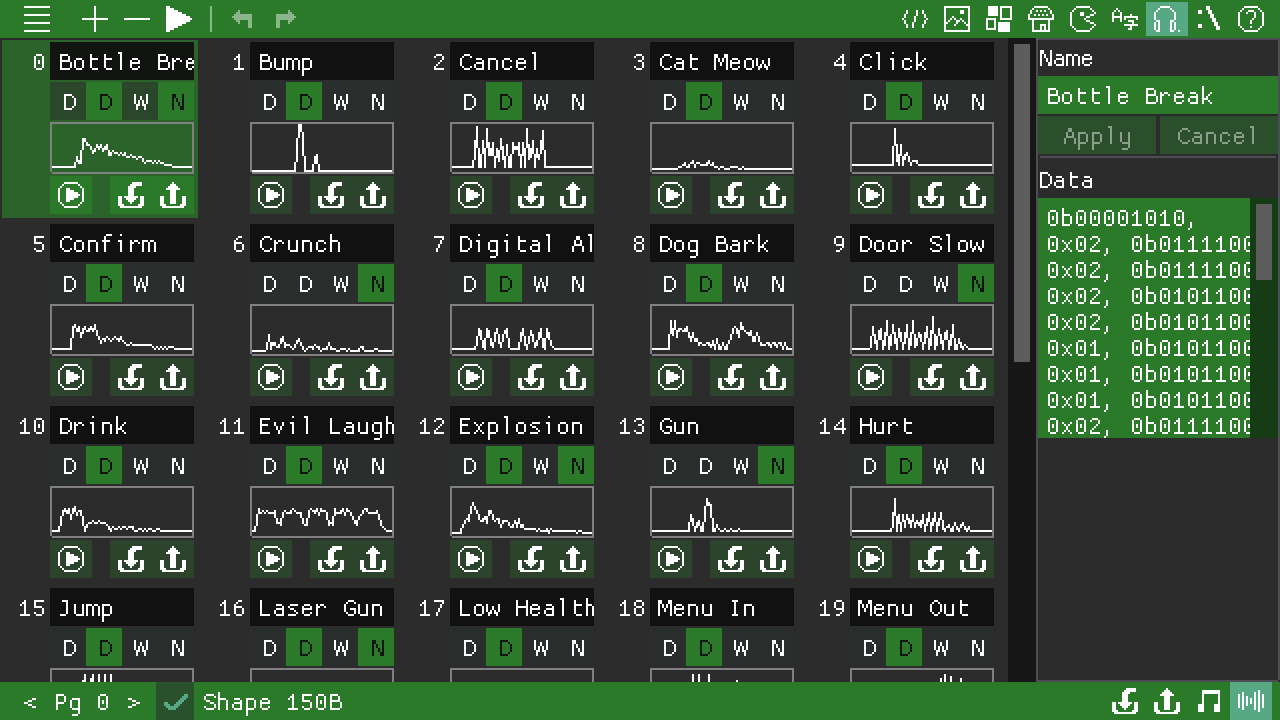 </> A字 :\ ?
0 Bottle Bre 1 Bump 2 Cancel 3 Cat Meow 4 Click
D D W N D D W N D D W N D D W N D D W N
5 Confirm 6 Crunch 7 Digital Al 8 Dog Bark 9 Door Slow
D D W N D D W N D D W N D D W N D D W N
10 Drink 11 Evil Laugh 12 Explosion 13 Gun 14 Hurt
D D W N D D W N D D W N D D W N D D W N
15 Jump 16 Laser Gun 17 Low Health 18 Menu In 19 Menu Out
D D W N D D W N D D W N D D W N D D W N
Name
Bottle Break
Apply Cancel
Data
0b00001010,
0x02, 0b0111100
0x02, 0b0111100
0x02, 0b0101100
0x02, 0b0101100
0x01, 0b0101100
0x01, 0b0101100
0x01, 0b0101100
0x02, 0b0111100
< Pg 0 > Shape 150B